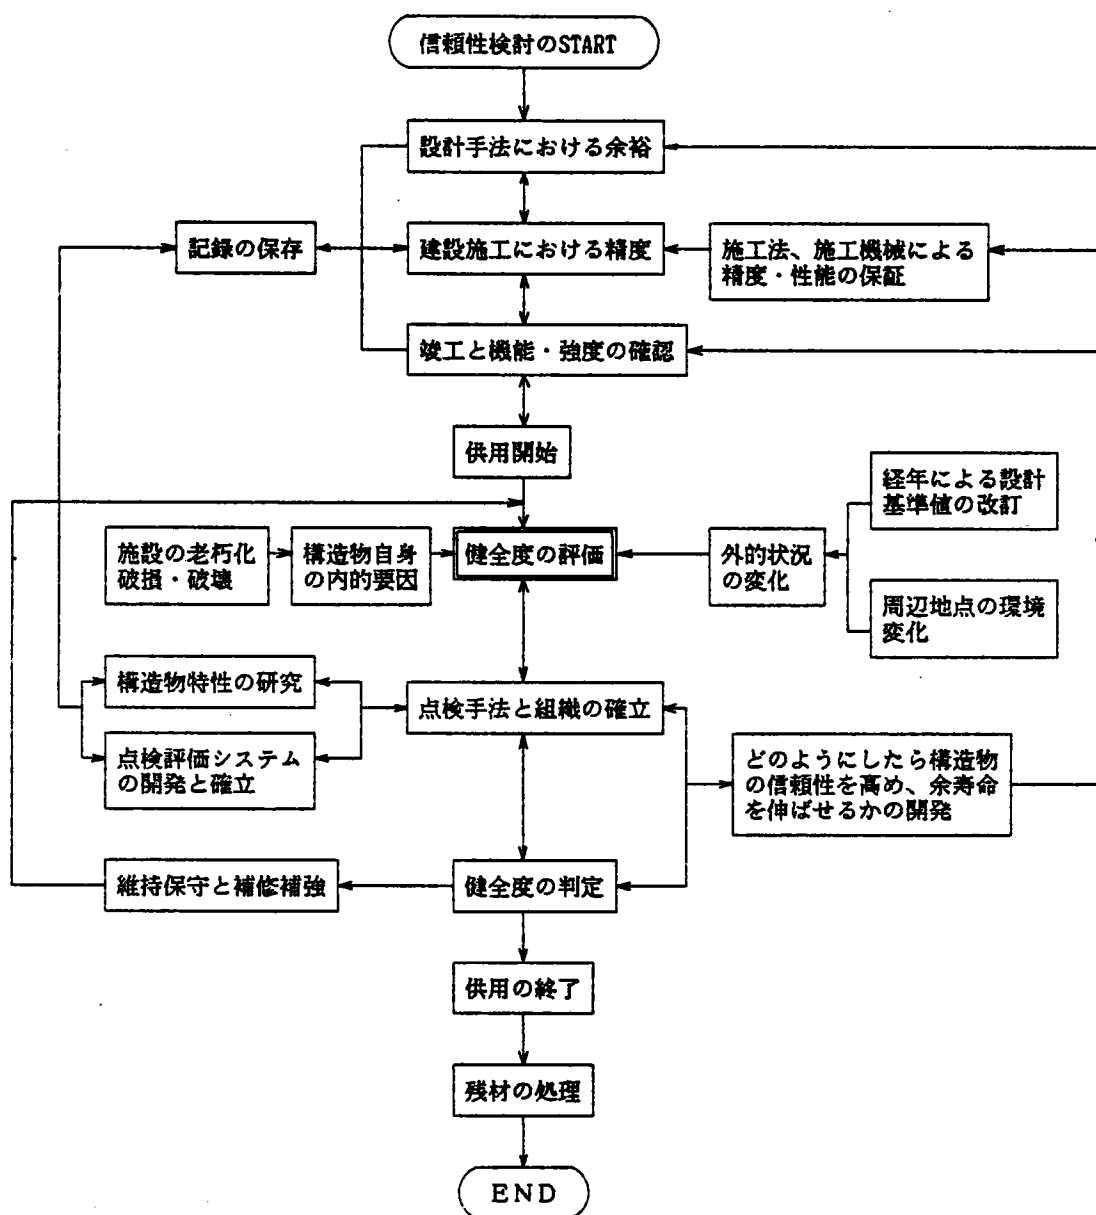 信頼性検討のSTART
設計手法における余裕
記録の保存
建設施工における精度
施工法、施工機械による
精度・性能の保証
竣工と機能・強度の確認
供用開始
経年による設計
基準値の改訂
施設の老朽化
破損・破壊
構造物自身
の内的要因
健全度の評価
外的状況
の変化
周辺地点の環境
変化
構造物特性の研究
点検手法と組織の確立
点検評価システム
の開発と確立
どのようにしたら構造物
の信頼性を高め、余寿命
を伸ばせるかの開発
維持保守と補修補強
健全度の判定
供用の終了
残材の処理
END